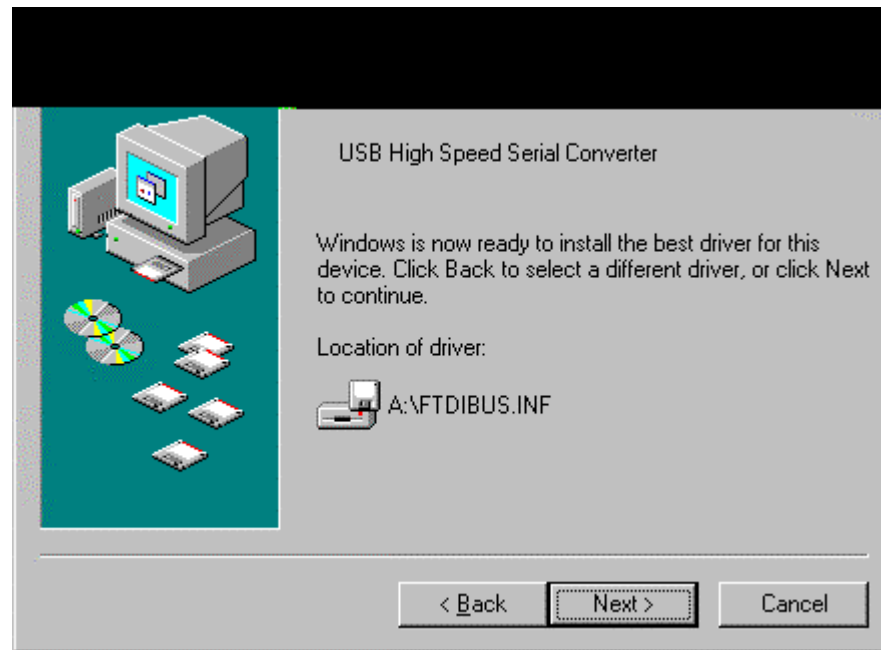 USB High Speed Serial Converter
Windows is now ready to install the best driver for this
device. Click Back to select a different driver, or click Next
to continue.
Location of driver:
A:\FTDIBUS.INF
< Back
Next >
Cancel